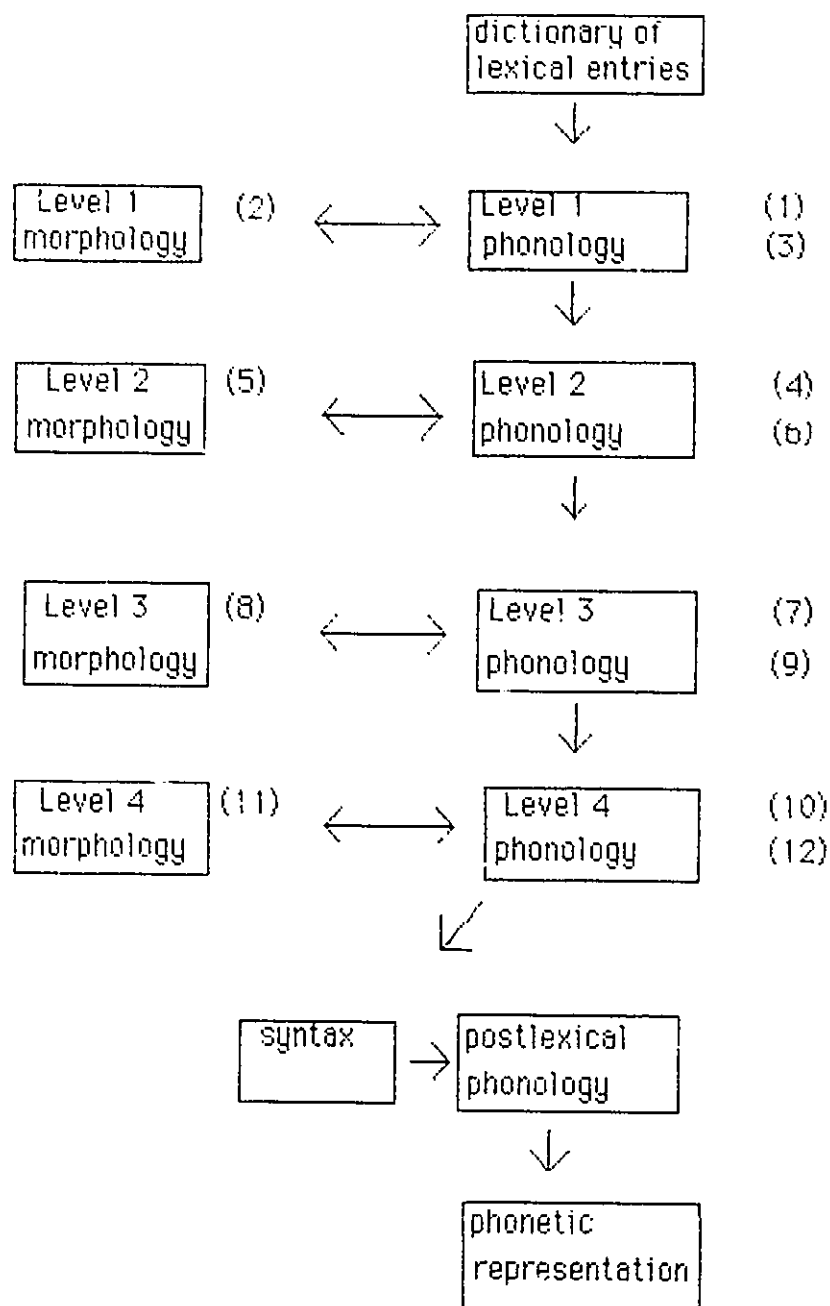 dictionary of
lexical entries
Level 1 (2) Level 1 (1)
morphology phonology (3)
Level 2 (5) Level 2 (4)
morphology phonology (6)
Level 3 (8) Level 3 (7)
morphology phonology (9)
Level 4 (11) Level 4 (10)
morphology phonology (12)
syntax postlexical
phonology
phonetic
representation